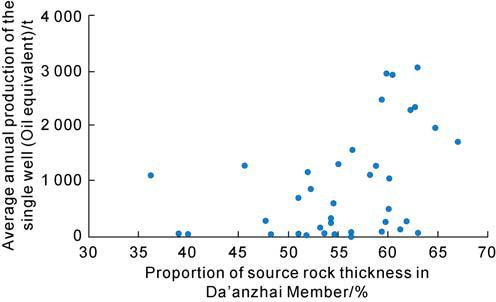 Average annual production of the
single well (Oil equivalent)/t
4 000
3 000
2 000
1 000
0
30 35 40 45 50 55 60 65 70
Proportion of source rock thickness in
Da'anzhai Member/%